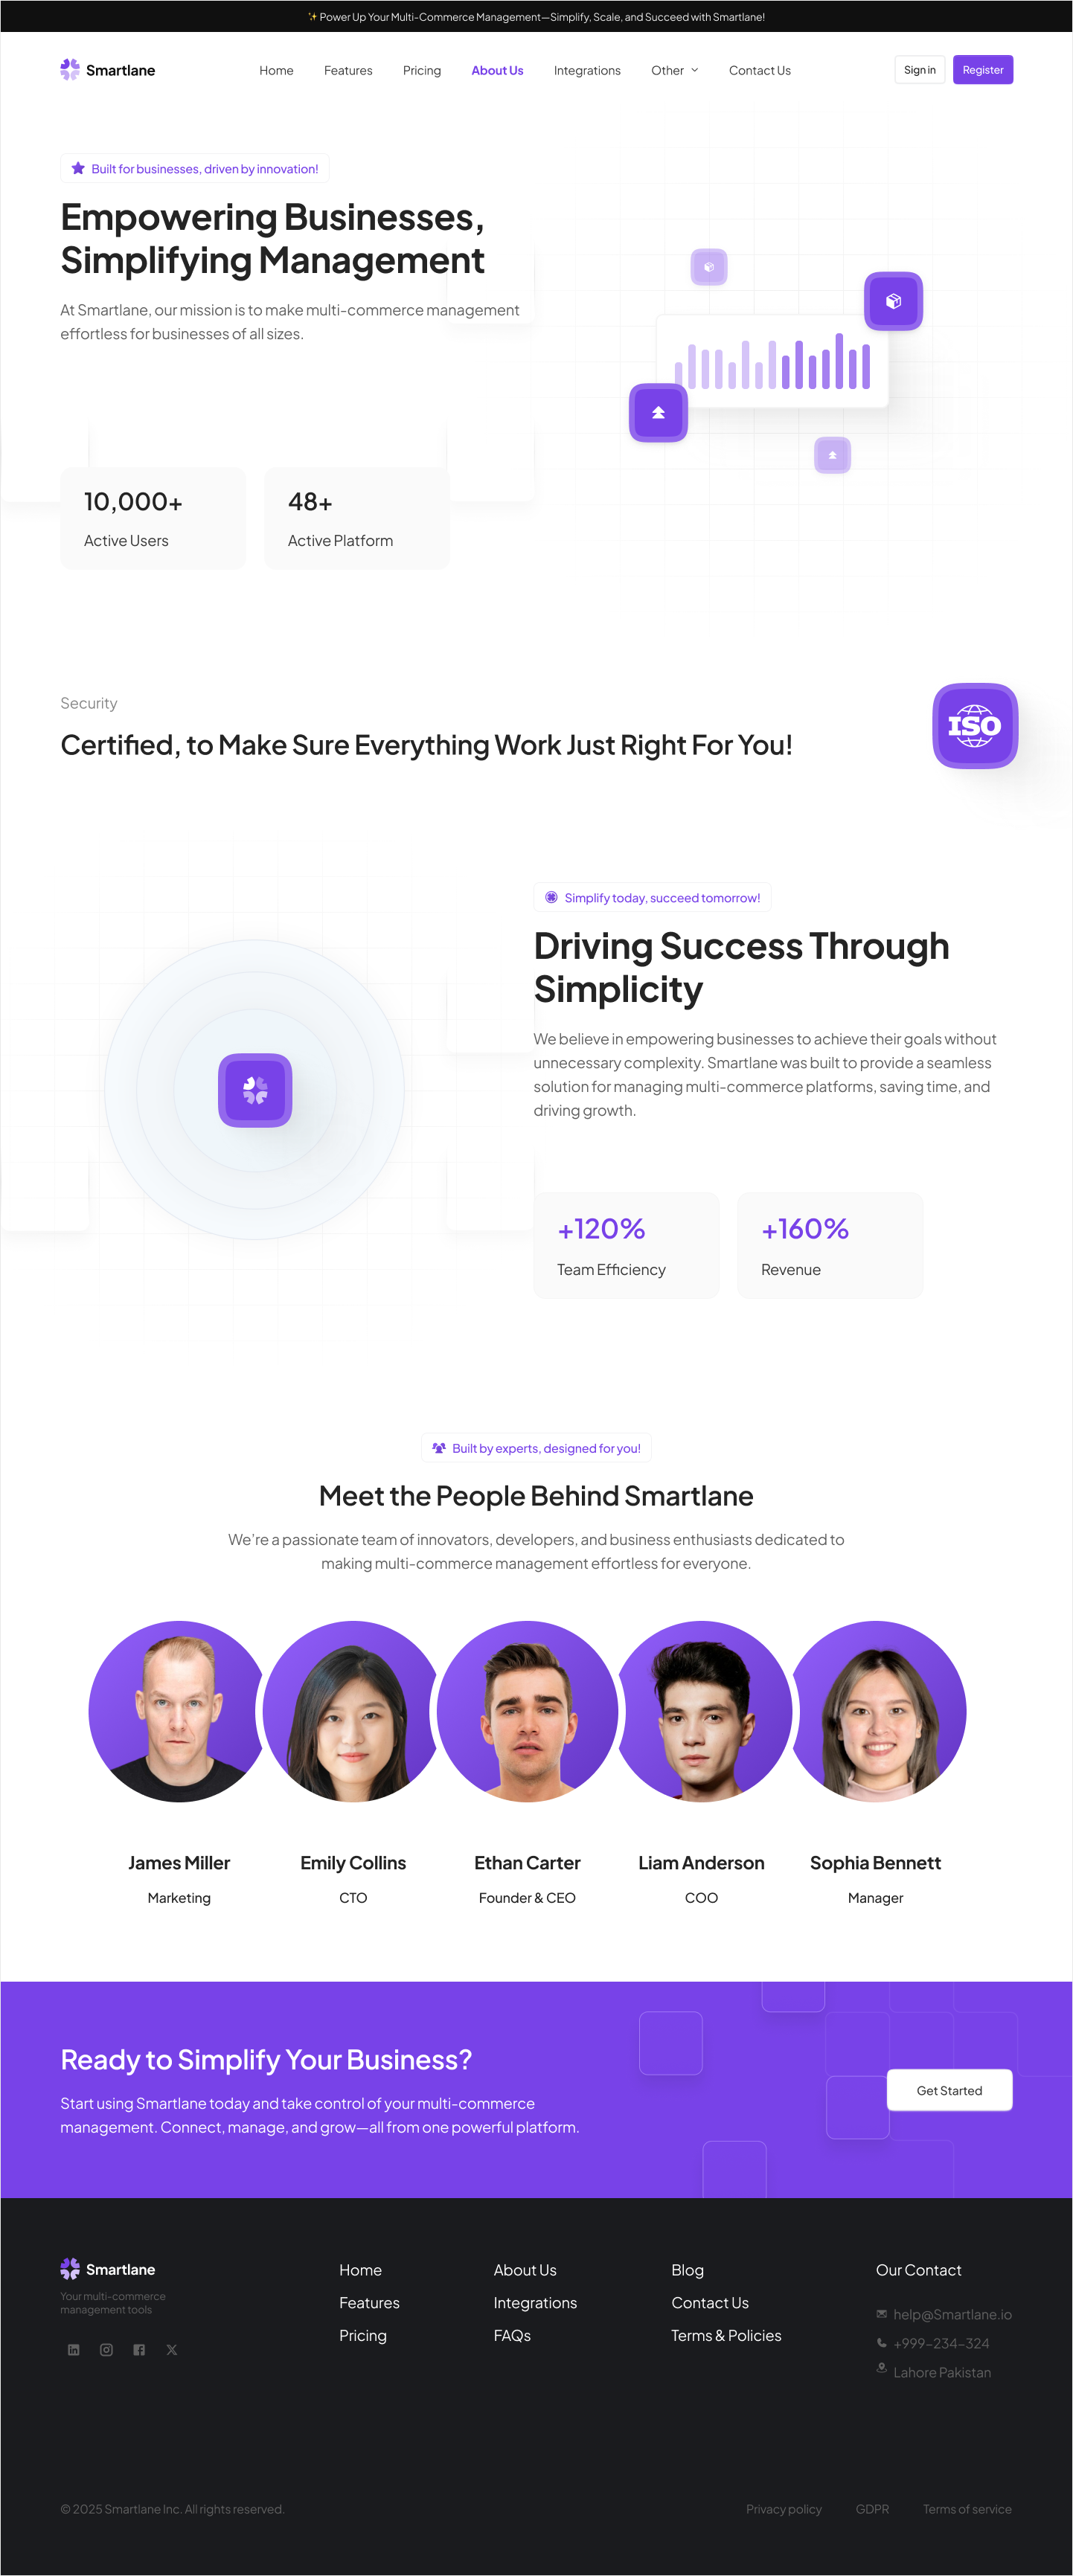 ✨ Power Up Your Multi-Commerce Management—Simplify, Scale, and Succeed with Smartlane!
Smartlane
Home
Features
Pricing
About Us
Integrations
Other
Contact Us
Sign in
Register
Built for businesses, driven by innovation!
Empowering Businesses,
Simplifying Management
At Smartlane, our mission is to make multi-commerce management
effortless for businesses of all sizes.
10,000+
Active Users
48+
Active Platform
Security
Certified, to Make Sure Everything Work Just Right For You!
ISO
Simplify today, succeed tomorrow!
Driving Success Through
Simplicity
We believe in empowering businesses to achieve their goals without
unnecessary complexity. Smartlane was built to provide a seamless
solution for managing multi-commerce platforms, saving time, and
driving growth.
+120%
Team Efficiency
+160%
Revenue
Built by experts, designed for you!
Meet the People Behind Smartlane
We're a passionate team of innovators, developers, and business enthusiasts dedicated to
making multi-commerce management effortless for everyone.
James Miller
Marketing
Emily Collins
CTO
Ethan Carter
Founder & CEO
Liam Anderson
COO
Sophia Bennett
Manager
Ready to Simplify Your Business?
Start using Smartlane today and take control of your multi-commerce
management. Connect, manage, and grow—all from one powerful platform.
Get Started
Smartlane
Your multi-commerce
management tools
Home
Features
Pricing
About Us
Integrations
FAQs
Blog
Contact Us
Terms & Policies
Our Contact
help@Smartlane.io
+999-234-324
Lahore Pakistan
© 2025 Smartlane Inc. All rights reserved.
Privacy policy
GDPR
Terms of service